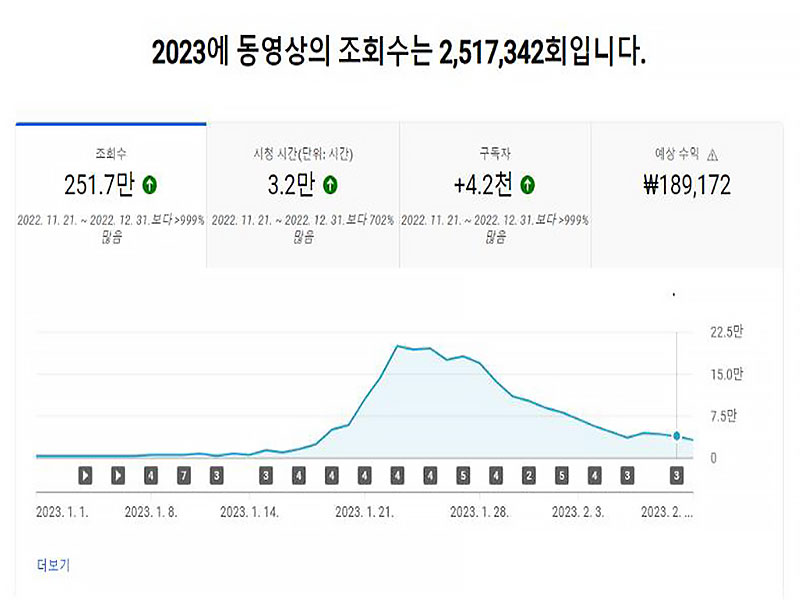 2023에 동영상의 조회수는 2,517,342회입니다.
조회수
251.7만
2022. 11. 21. ~ 2022. 12. 31.보다 >999%
많음
시청 시간(단위: 시간)
3.2만
2022. 11. 21. ~ 2022. 12. 31.보다 702%
많음
구독자
+4.2천
2022. 11. 21. ~ 2022. 12. 31.보다 >999%
많음
예상 수익
₩189,172
22.5만
15.0만
7.5만
0
4 7 3 3 4 4 4 4 4 5 4 2 5 4 3 3
2023. 1. 1. 2023. 1. 8. 2023. 1. 14. 2023. 1. 21. 2023. 1. 28. 2023. 2. 3. 2023. 2. ...
더보기